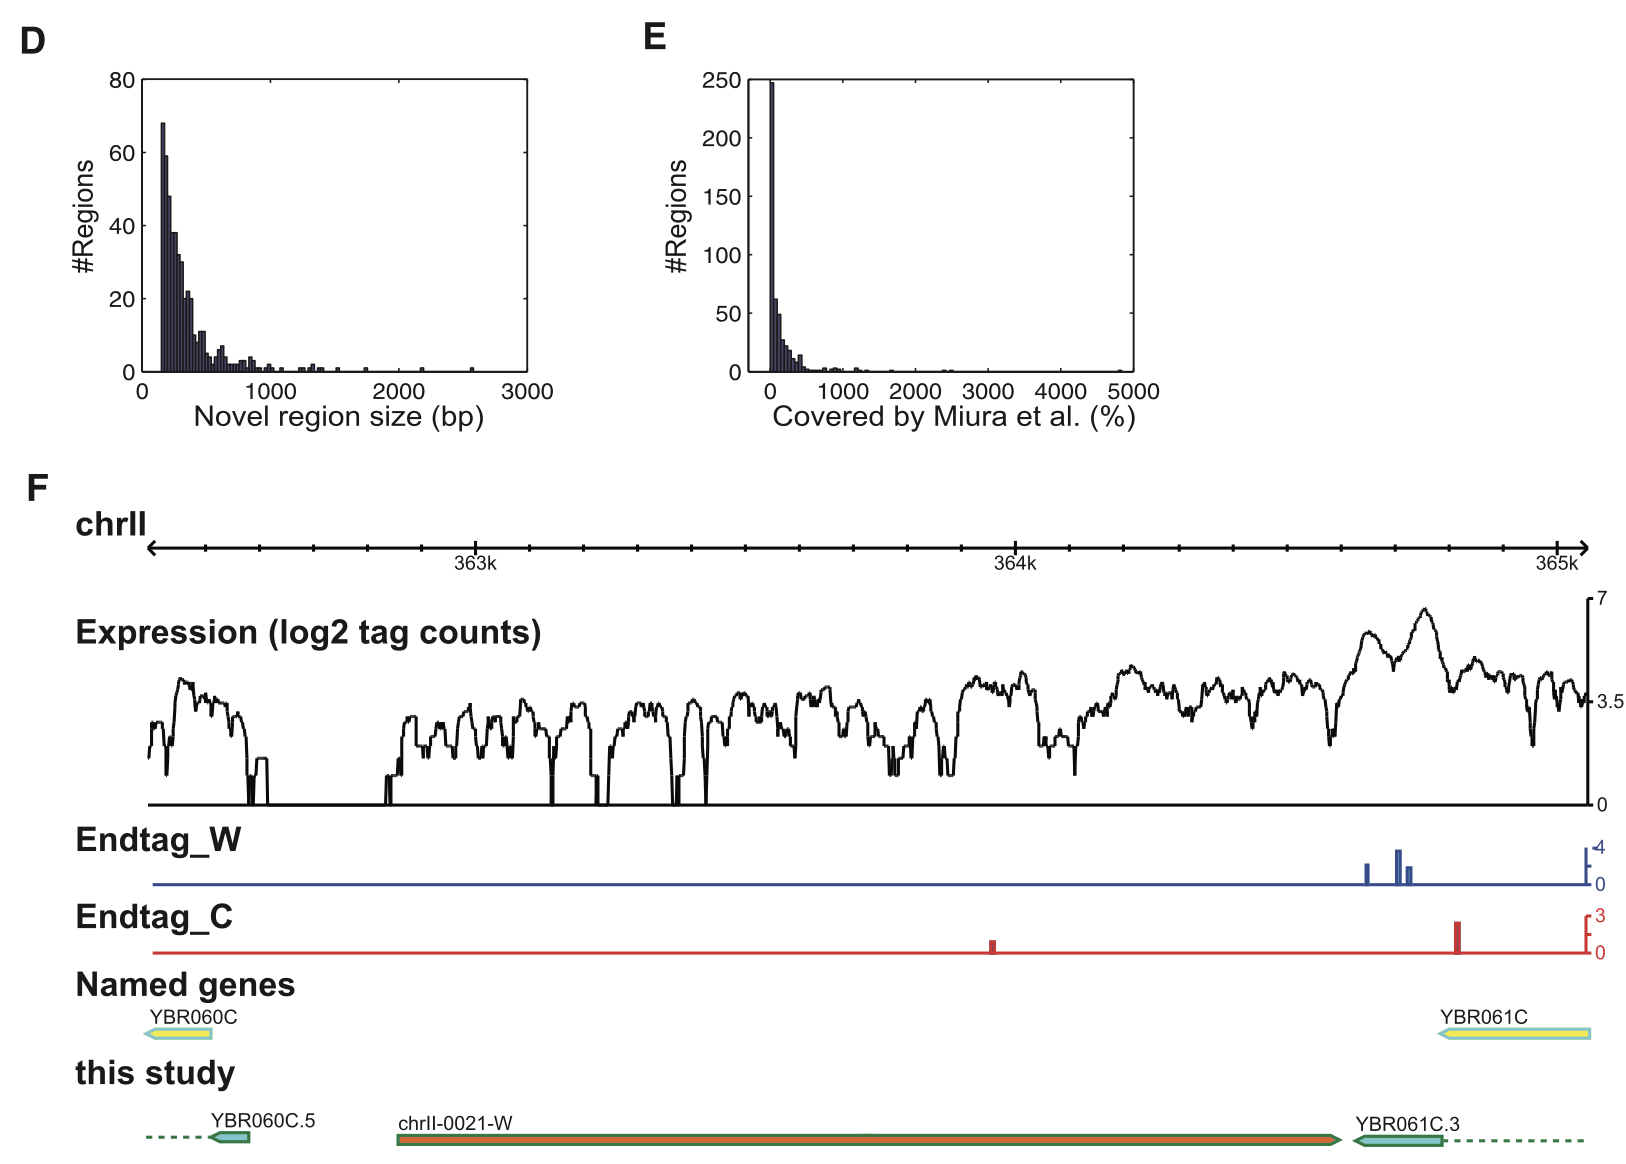 D
80
60
40
20
0
#Regions
0 1000 2000 3000
Novel region size (bp)
E
250
200
150
100
50
0
#Regions
0 1000 2000 3000 4000 5000
Covered by Miura et al. (%)
F
chrII
363k 364k 365k
7
Expression (log2 tag counts)
3.5
0
Endtag_W
4
0
Endtag_C
3
0
Named genes
YBR060C YBR061C
this study
YBR060C.5 chrII-0021-W YBR061C.3